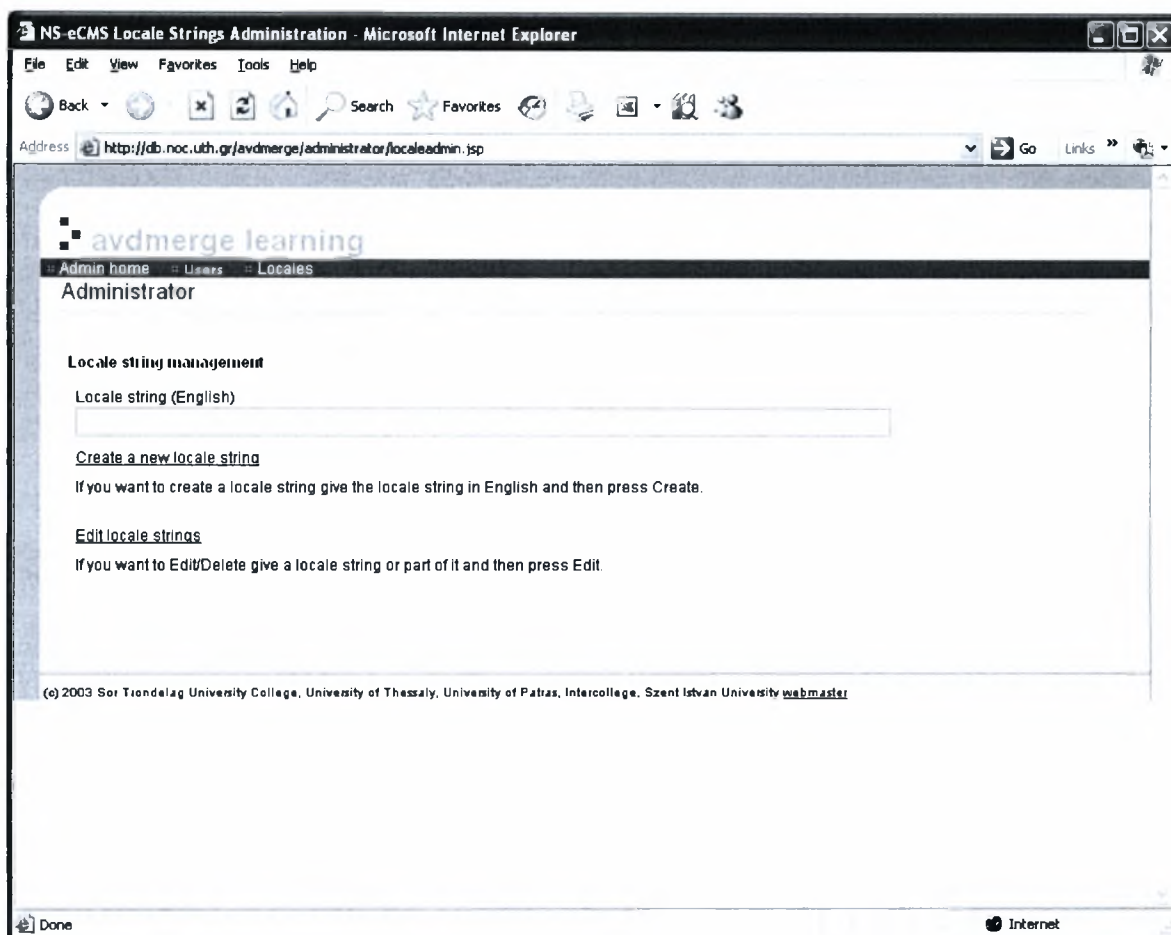 NS-eCMS Locale Strings Administration - Microsoft Internet Explorer
File Edit View Favorites Tools Help
Back Search Favorites
Address http://db.noc.uth.gr/avdmerge/administrator/localeadmin.jsp Go Links »
avdmerge learning
Admin home Users Locales
Administrator
Locale string management
Locale string (English)
Create a new locale string
If you want to create a locale string give the locale string in English and then press Create.
Edit locale strings
If you want to Edit/Delete give a locale string or part of it and then press Edit.
(c) 2003 Sor Trondelag University College, University of Thessaly, University of Patras, Intercollege, Szent Istvan University webmaster
Done Internet